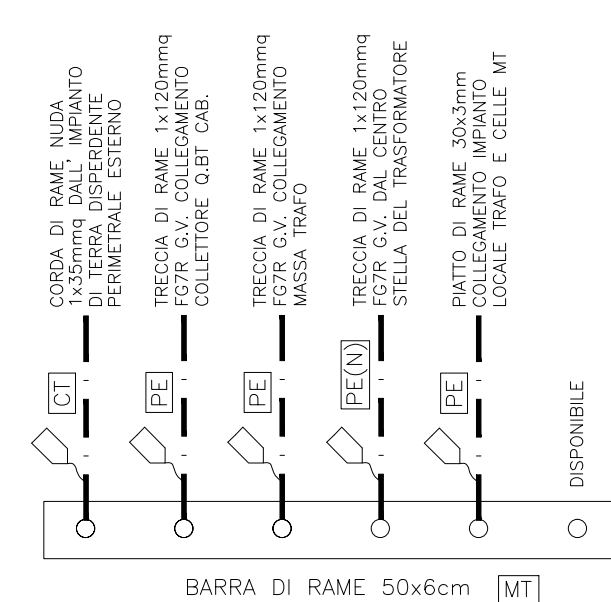 CORDA DI RAME NUDA
1x35mmq DALL' IMPIANTO
DI TERRA DISPERDENTE
PERIMETRALE ESTERNO
CT
TRECCIA DI RAME 1x120mmq
FG7R G.V. COLLEGAMENTO
COLLETTORE Q.BT CAB.
PE
TRECCIA DI RAME 1x120mmq
FG7R G.V. COLLEGAMENTO
MASSA TRAFO
PE
TRECCIA DI RAME 1x120mmq
FG7R G.V. DAL CENTRO
STELLA DEL TRASFORMATORE
PE(N)
PIATTO DI RAME 30x3mm
COLLEGAMENTO IMPIANTO
LOCALE TRAFO E CELLE MT
PE
DISPONIBILE
BARRA DI RAME 50x6cm MT